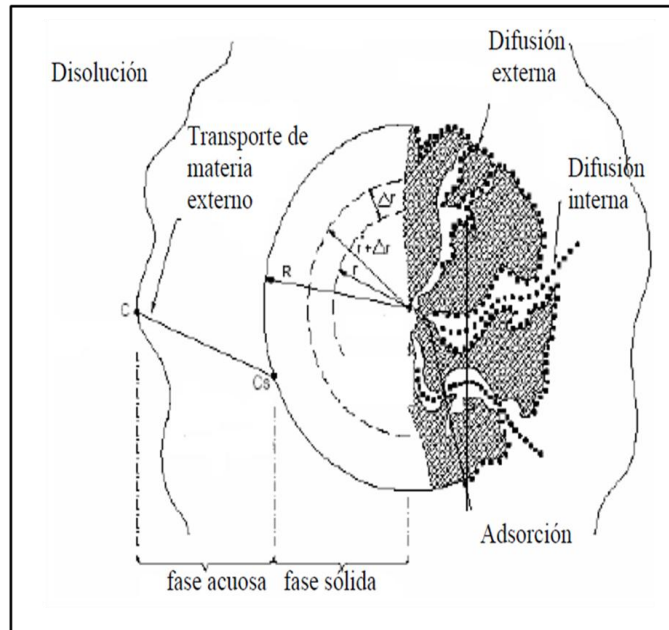 Difusión
externa
Disolución
Transporte de
materia
externo
Difusión
interna
Δr
r+Δr
r
R
C
Cs
Adsorción
fase acuosa
fase sólida